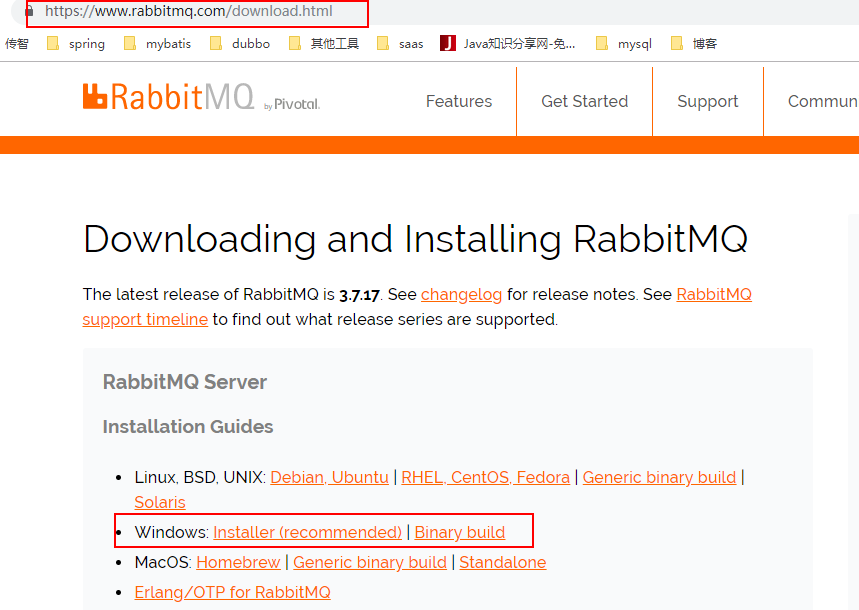 https://www.rabbitmq.com/download.html
传智 spring mybatis dubbo 其他工具 saas Java知识分享网-免... mysql 博客
RabbitMQ by Pivotal.
Features Get Started Support Commun
Downloading and Installing RabbitMQ
The latest release of RabbitMQ is 3.7.17. See changelog for release notes. See RabbitMQ
support timeline to find out what release series are supported.
RabbitMQ Server
Installation Guides
• Linux, BSD, UNIX: Debian, Ubuntu | RHEL, CentOS, Fedora | Generic binary build |
Solaris
• Windows: Installer (recommended) | Binary build
• MacOS: Homebrew | Generic binary build | Standalone
• Erlang/OTP for RabbitMQ